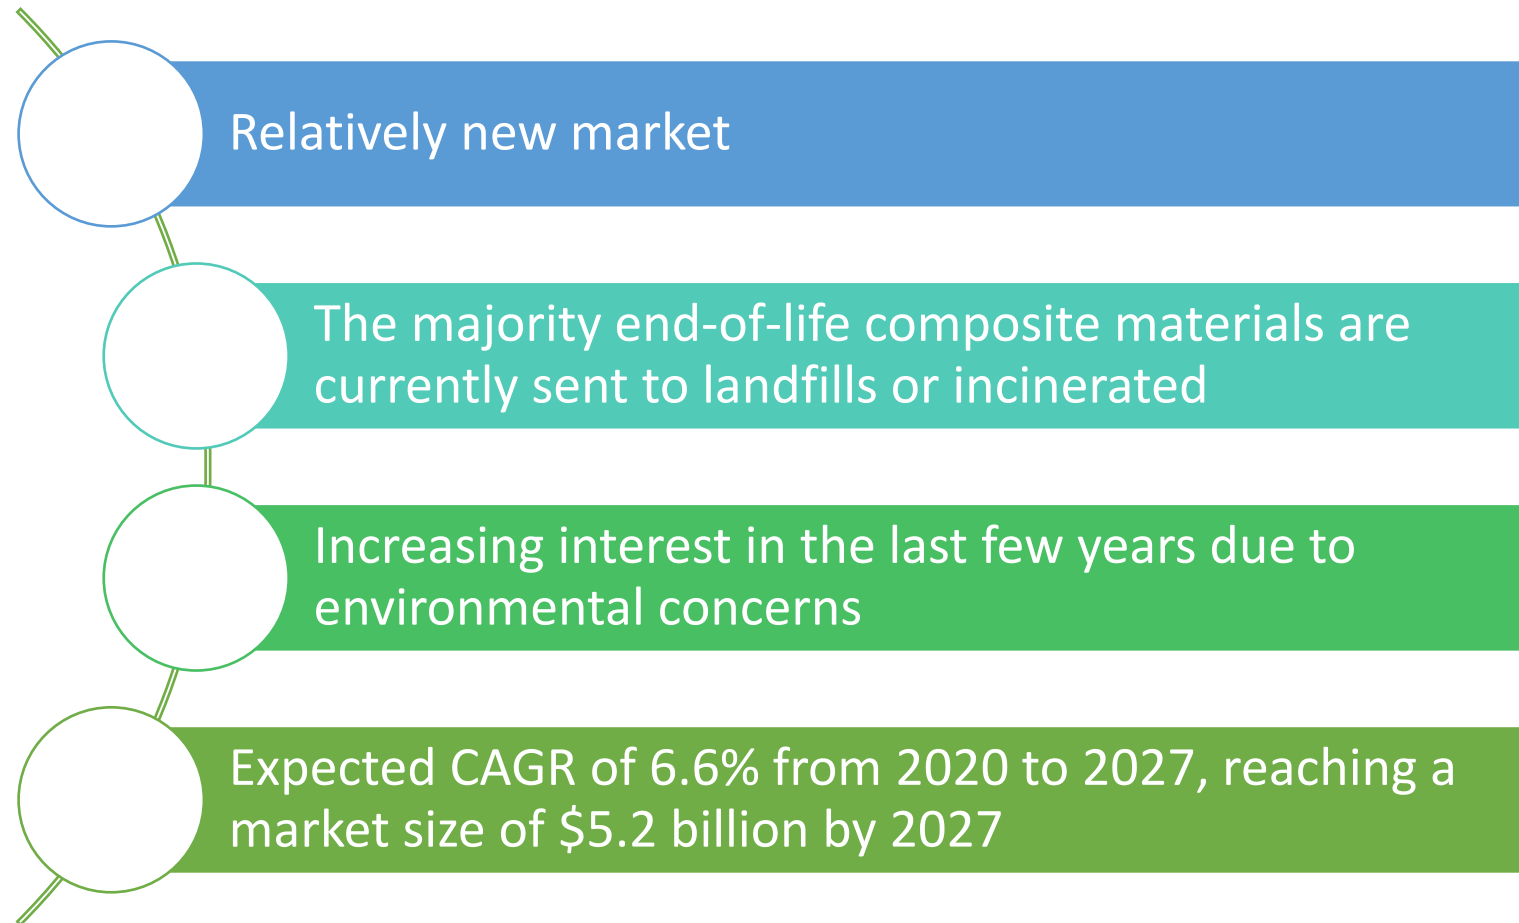 Relatively new market
The majority end-of-life composite materials are
currently sent to landfills or incinerated
Increasing interest in the last few years due to
environmental concerns
Expected CAGR of 6.6% from 2020 to 2027, reaching a
market size of $5.2 billion by 2027